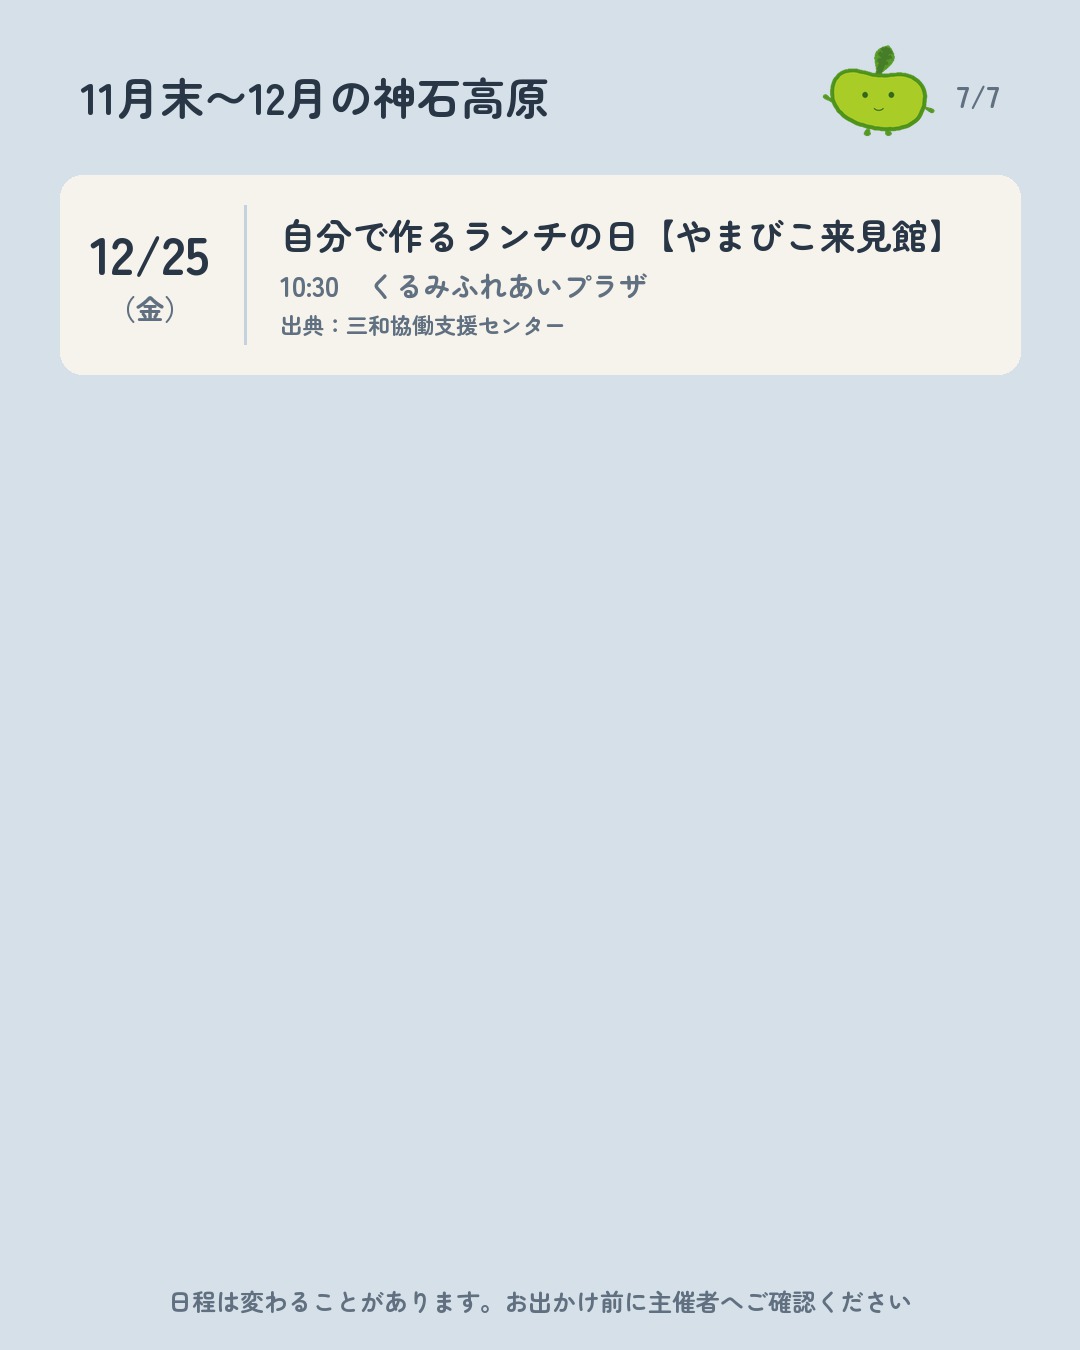 11月末〜12月の神石高原
7/7
12/25
（金）
自分で作るランチの日【やまびこ来見館】
10:30　くるみふれあいプラザ
出典：三和協働支援センター
日程は変わることがあります。お出かけ前に主催者へご確認ください